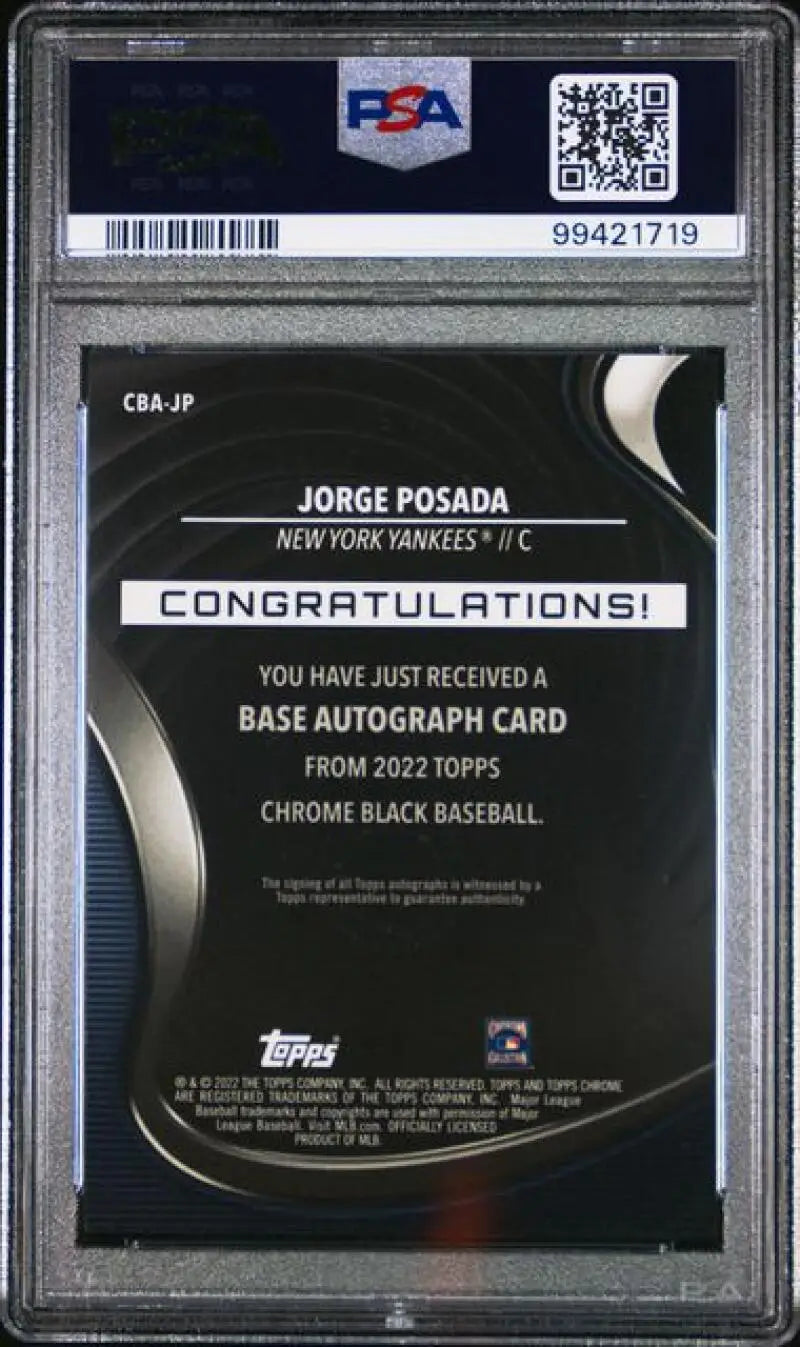 PSA
99421719
CBA-JP
JORGE POSADA
NEW YORK YANKEES® // C
CONGRATULATIONS!
YOU HAVE JUST RECEIVED A
BASE AUTOGRAPH CARD
FROM 2022 TOPPS
CHROME BLACK BASEBALL.
The signing of all Topps autographs is witnessed by a
Topps representative to guarantee authenticity.
Topps®
® & © 2022 THE TOPPS COMPANY, INC. ALL RIGHTS RESERVED. TOPPS AND TOPPS CHROME
ARE REGISTERED TRADEMARKS OF THE TOPPS COMPANY, INC. Major League
Baseball trademarks and copyrights are used with permission of Major
League Baseball. Visit MLB.com. OFFICIALLY LICENSED
PRODUCT OF MLB.
PSA